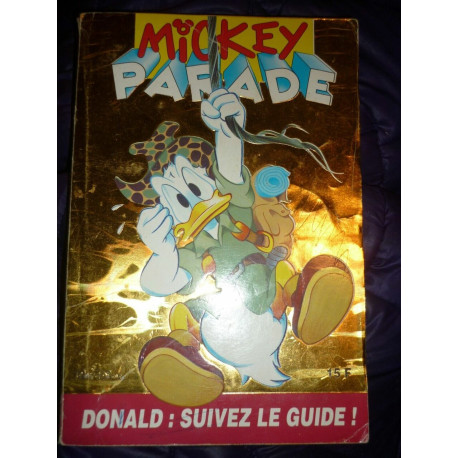 MiCKEY
PARADE
15 F
DONALD : SUIVEZ LE GUIDE !